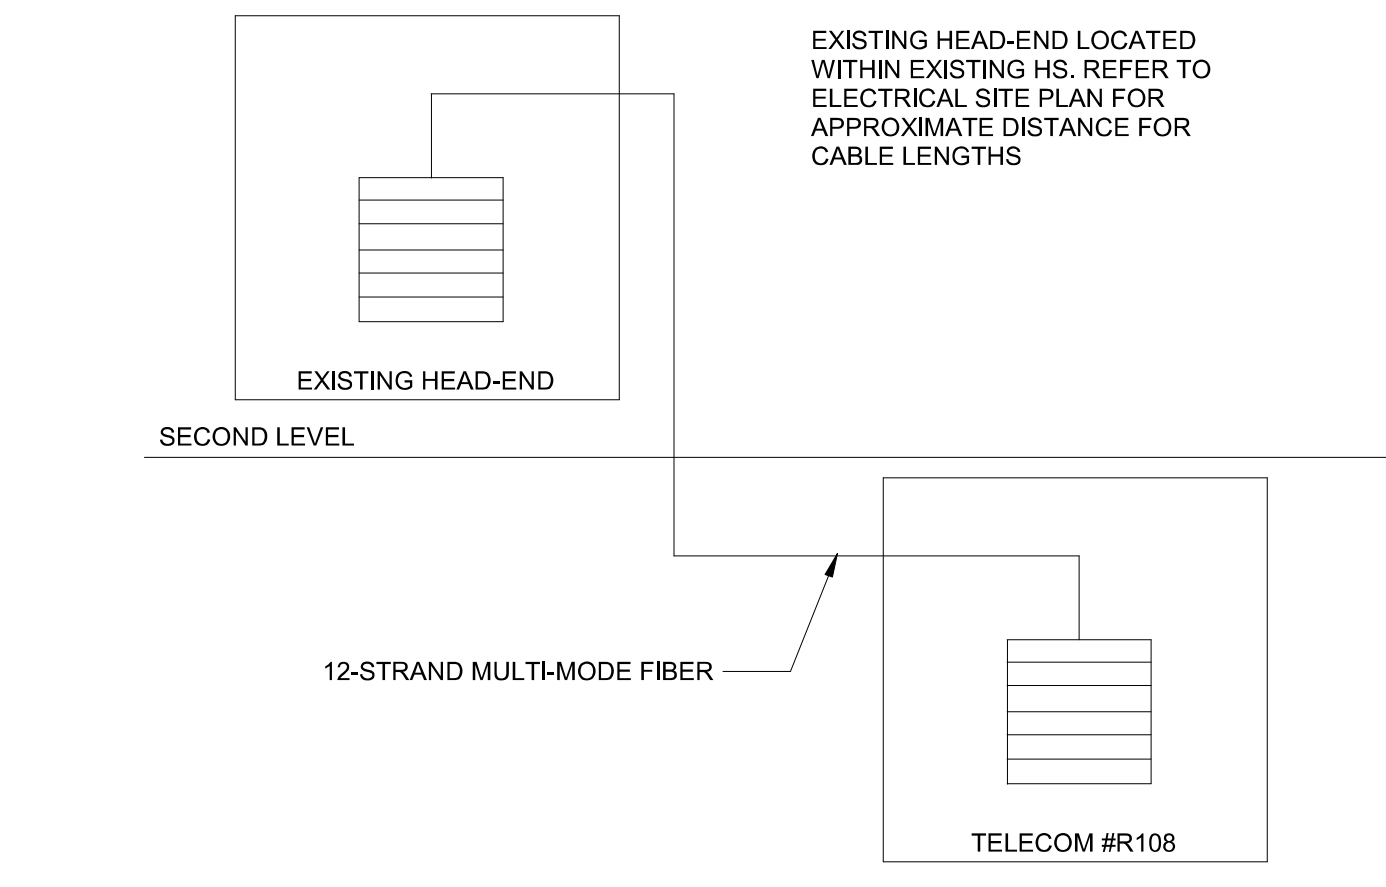 EXISTING HEAD-END LOCATED
WITHIN EXISTING HS. REFER TO
ELECTRICAL SITE PLAN FOR
APPROXIMATE DISTANCE FOR
CABLE LENGTHS
EXISTING HEAD-END
SECOND LEVEL
12-STRAND MULTI-MODE FIBER
TELECOM #R108